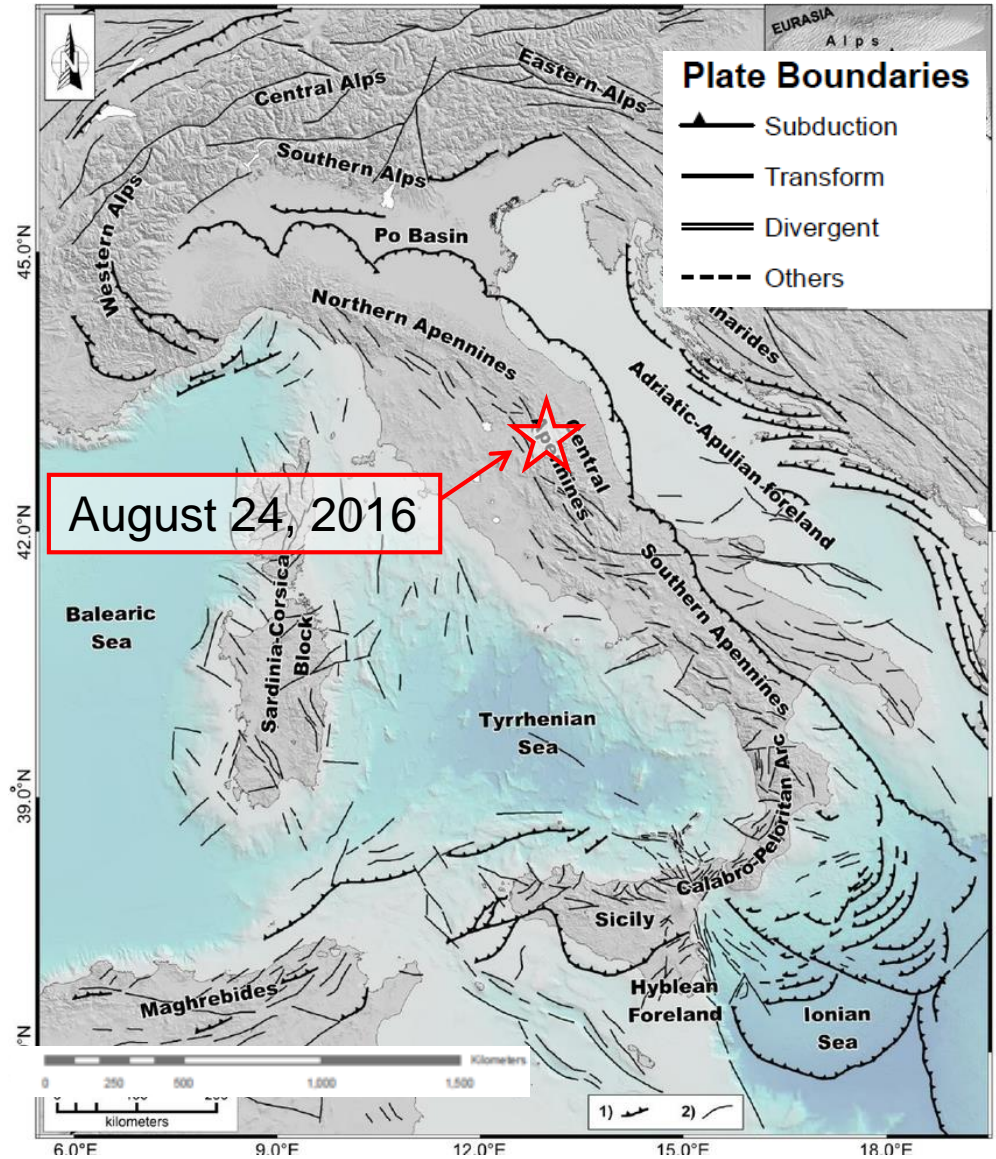 N
EURASIA
Alps
Plate Boundaries
Subduction
Transform
Divergent
Others
Central Alps
Eastern Alps
Southern Alps
Western Alps
Po Basin
45.0°N
Northern Apennines
narides
Adriatic-Apulian foreland
Central
Apennines
August 24, 2016
42.0°N
Southern Apennines
Balearic
Sea
Sardinia-Corsica
Block
Tyrrhenian
Sea
39.0°N
Calabro-Peloritan Arc
Sicily
Maghrebides
Hyblean
Foreland
Ionian
Sea
°N
Kilometers
0 250 500 1,000 1,500
kilometers
1) 2)
6.0°E 9.0°E 12.0°E 15.0°E 18.0°E